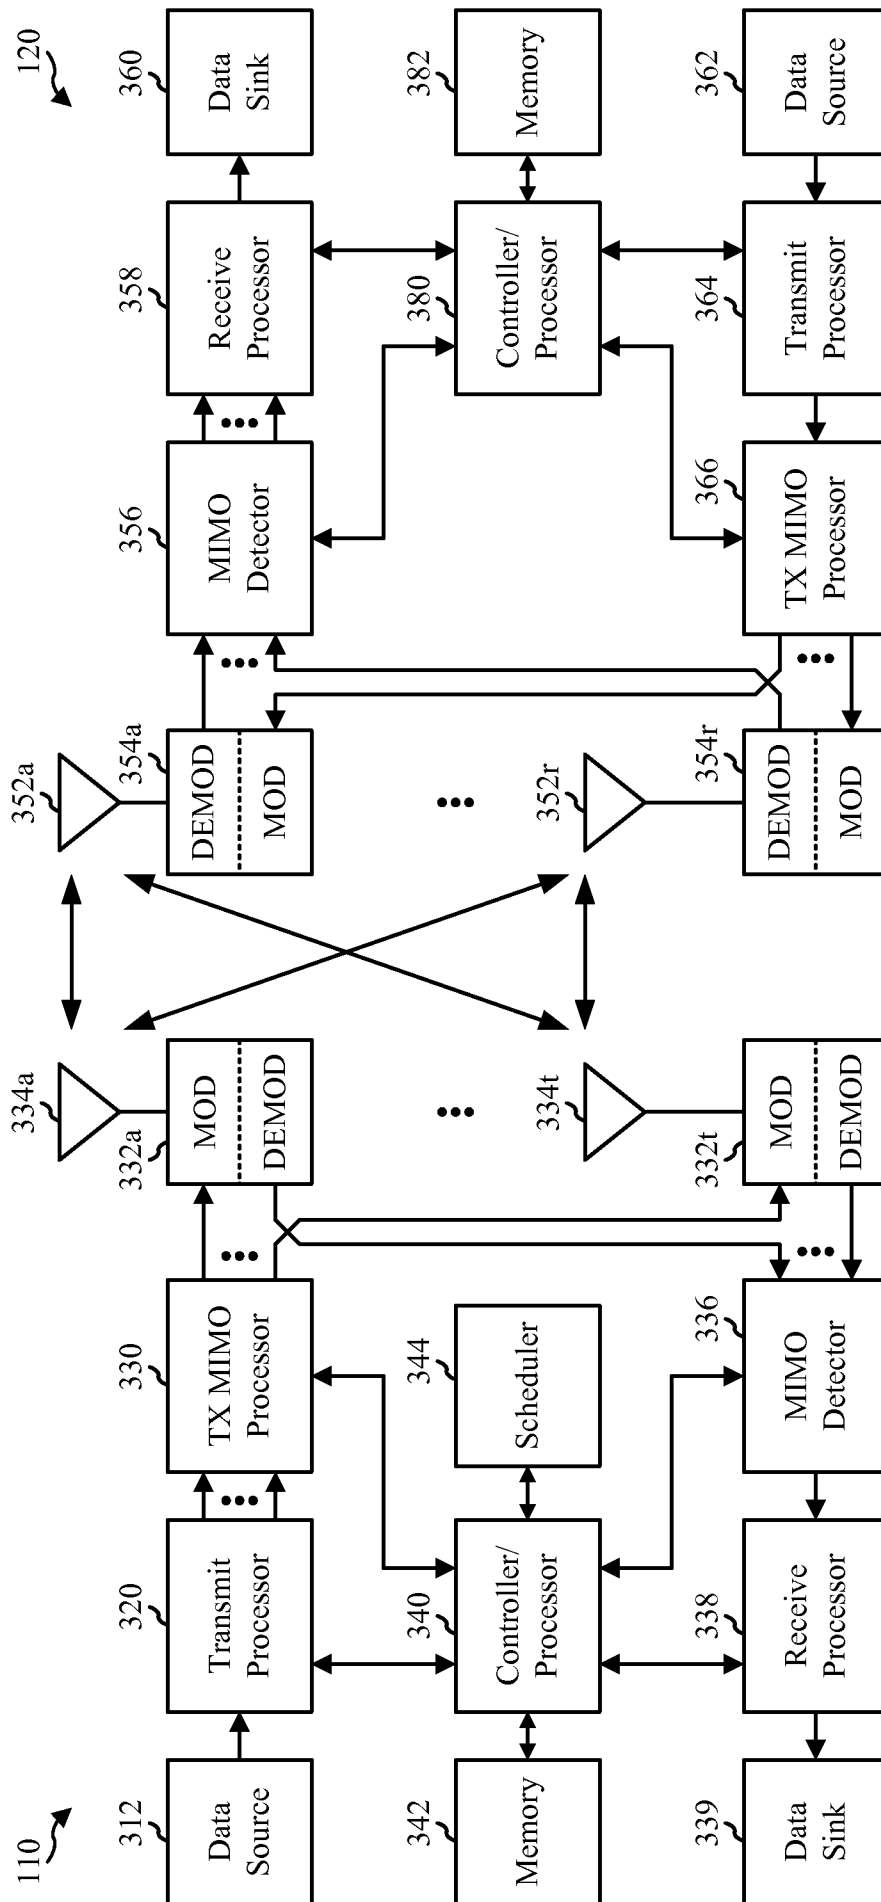 110
120
334a
352a
312
320
330
332a
354a
356
358
360
Data
Source
Transmit
Processor
TX MIMO
Processor
MOD
DEMOD
DEMOD
MOD
MIMO
Detector
Receive
Processor
Data
Sink
342
340
344
334t
352r
380
382
Memory
Controller/
Processor
Scheduler
Controller/
Processor
Memory
339
338
336
332t
354r
366
364
362
Data
Sink
Receive
Processor
MIMO
Detector
MOD
DEMOD
DEMOD
MOD
TX MIMO
Processor
Transmit
Processor
Data
Source